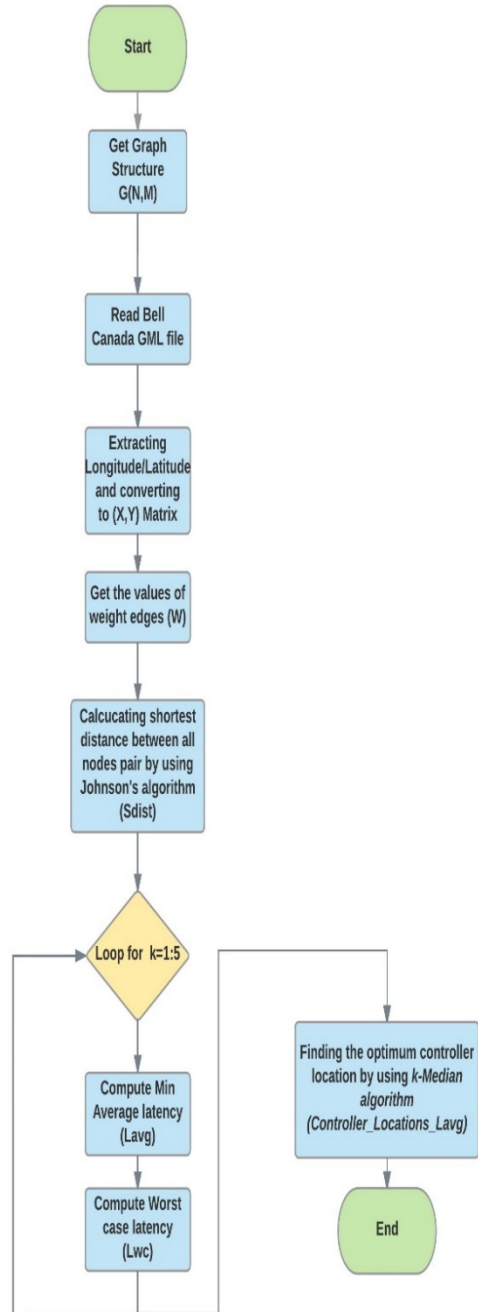 Start
Get Graph
Structure
G(N,M)
Read Bell
Canada GML file
Extracting
Longitude/Latitude
and converting
to (X,Y) Matrix
Get the values of
weight edges (W)
Calcucating shortest
distance between all
nodes pair by using
Johnson's algorithm
(Sdist)
Loop for k=1:5
Compute Min
Average latency
(Lavg)
Compute Worst
case latency
(Lwc)
Finding the optimum controller
location by using k-Median
algorithm
(Controller_Locations_Lavg)
End